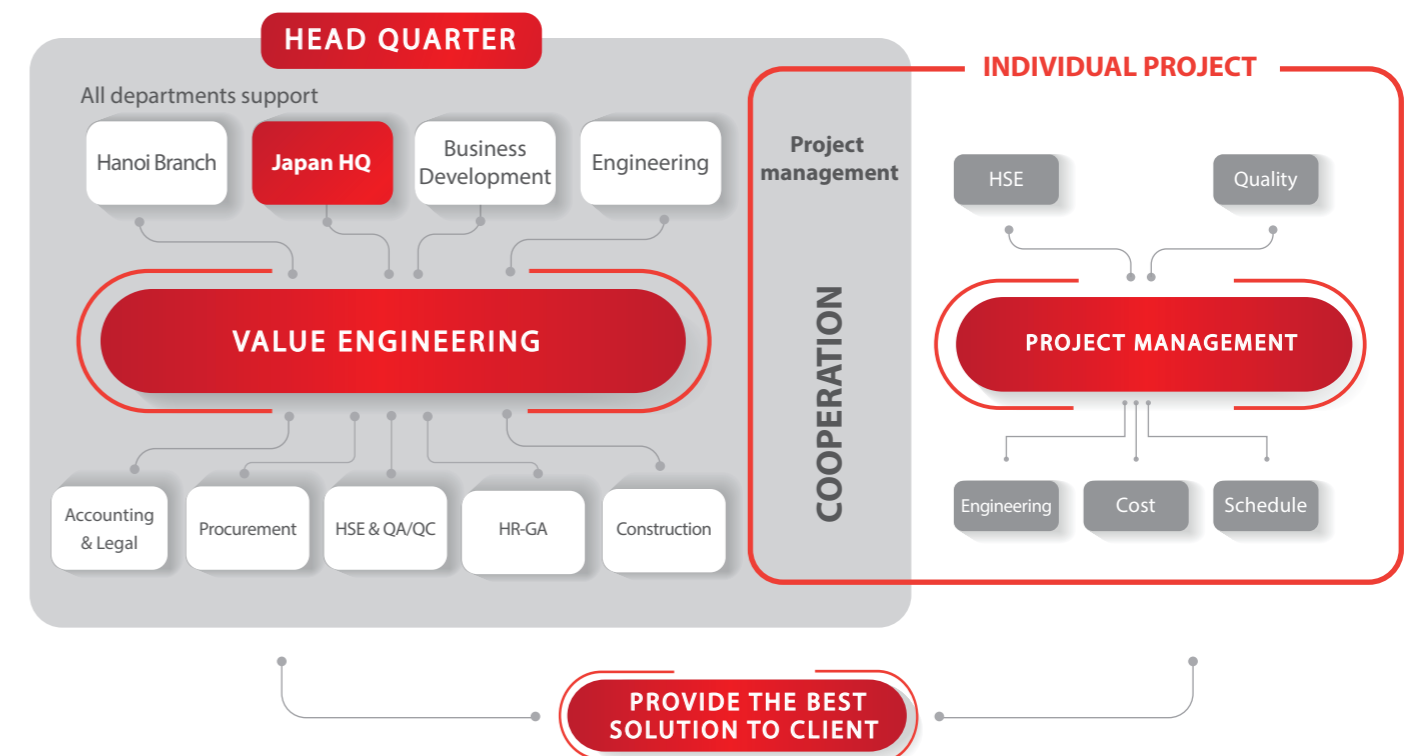 HEAD QUARTER
INDIVIDUAL PROJECT
All departments support
Hanoi Branch
Japan HQ
Business
Development
Engineering
Project
management
HSE
Quality
VALUE ENGINEERING
COOPERATION
PROJECT MANAGEMENT
Accounting
& Legal
Procurement
HSE & QA/QC
HR-GA
Construction
Engineering
Cost
Schedule
PROVIDE THE BEST
SOLUTION TO CLIENT